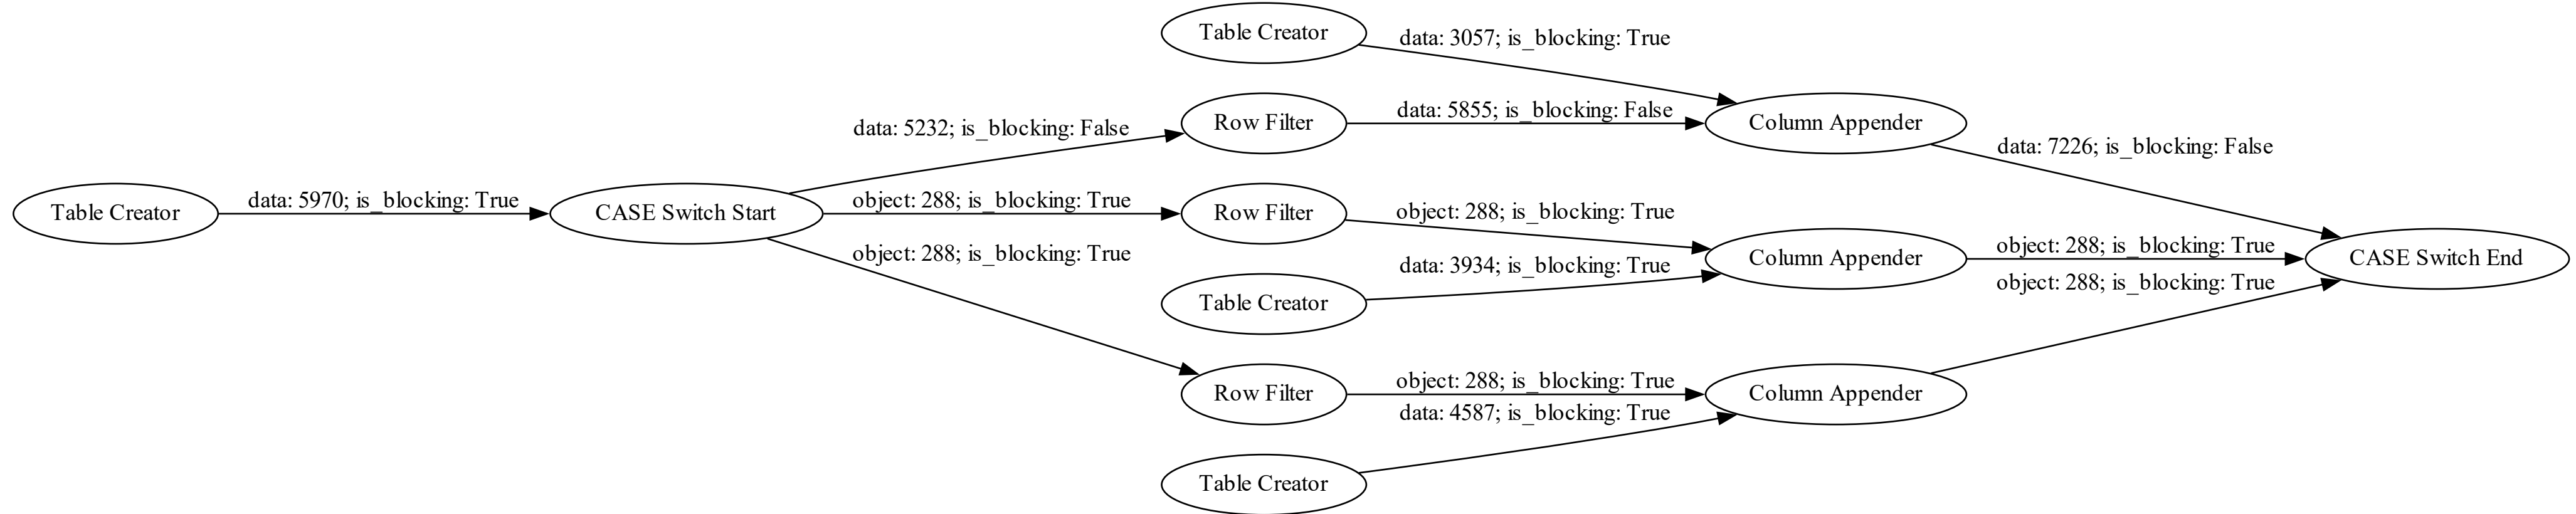 Table Creator
data: 3057; is_blocking: True
data: 5232; is_blocking: False
Row Filter
data: 5855; is_blocking: False
Column Appender
data: 7226; is_blocking: False
Table Creator
data: 5970; is_blocking: True
CASE Switch Start
object: 288; is_blocking: True
Row Filter
object: 288; is_blocking: True
object: 288; is_blocking: True
data: 3934; is_blocking: True
Column Appender
object: 288; is_blocking: True
CASE Switch End
object: 288; is_blocking: True
Table Creator
Row Filter
object: 288; is_blocking: True
Column Appender
data: 4587; is_blocking: True
Table Creator